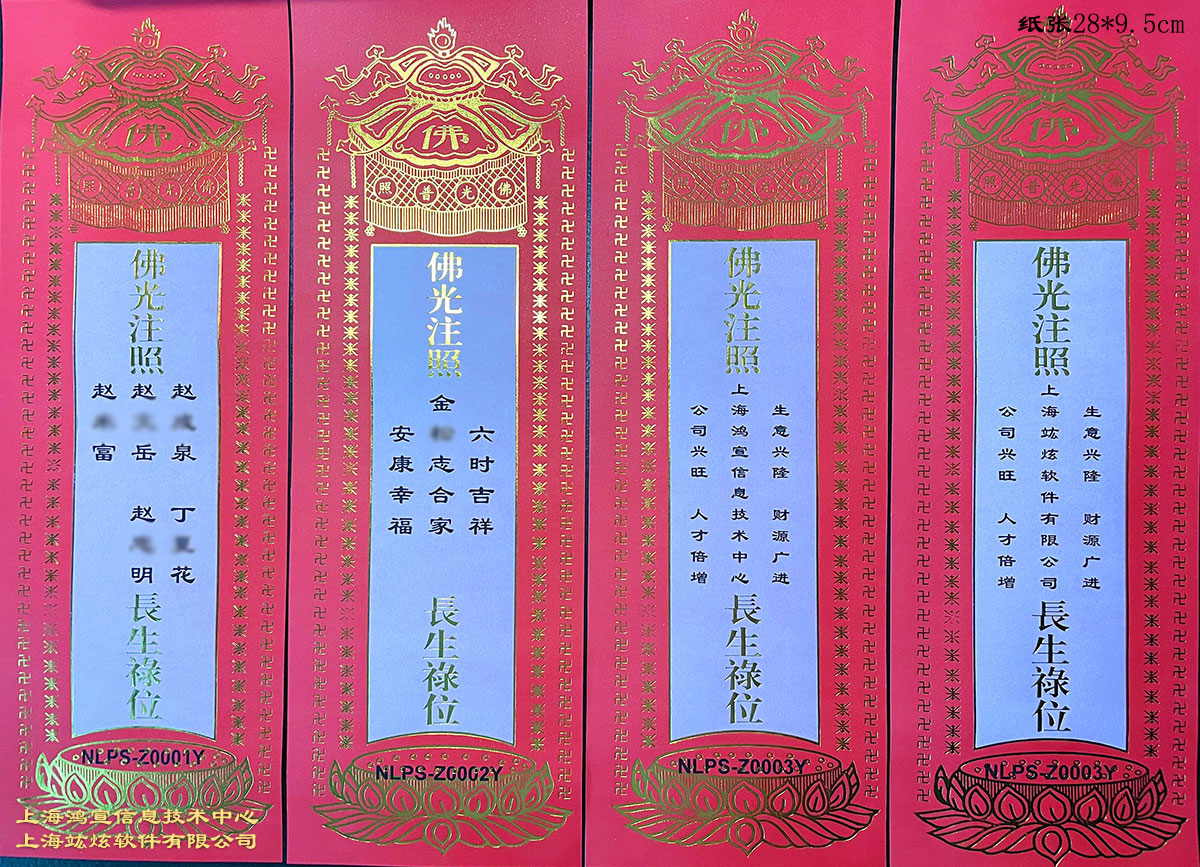 纸张28*9.5cm
佛
佛光普照
佛光注照
赵 泉 丁 花
赵 岳 赵 明
赵 富
長生祿位
NLPS-Z0001Y
佛
佛光普照
佛光注照
六时吉祥
金 志合家
安康幸福
長生祿位
NLPS-Z0002Y
佛
佛光普照
佛光注照
生意兴隆 财源广进
上海鸿宣信息技术中心
公司兴旺 人才倍增
長生祿位
NLPS-Z0003Y
佛
佛光普照
佛光注照
生意兴隆 财源广进
上海竑炫软件有限公司
公司兴旺 人才倍增
長生祿位
NLPS-Z0003Y
上海鸿宣信息技术中心
上海竑炫软件有限公司